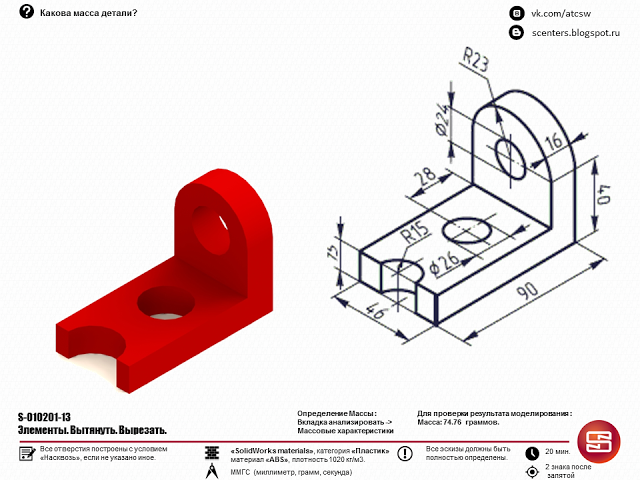 Какова масса детали?
vk.com/atcsw
scenters.blogspot.ru
R23
Ø24
16
28
40
R15
15
Ø26
46
90
S-010201-13
Элементы. Вытянуть. Вырезать.
Определение Массы:
Вкладка анализировать ->
Массовые характеристики
Для проверки результата моделирования:
Масса: 74.76 граммов.
Все отверстия построены с условием
«Насквозь», если не указано иное.
«SolidWorks materials», категория «Пластик»
материал «ABS», плотность 1020 кг/м3.
ММГС (миллиметр, грамм, секунда)
Все эскизы должны быть
полностью определены.
20 мин.
2 знака после
запятой